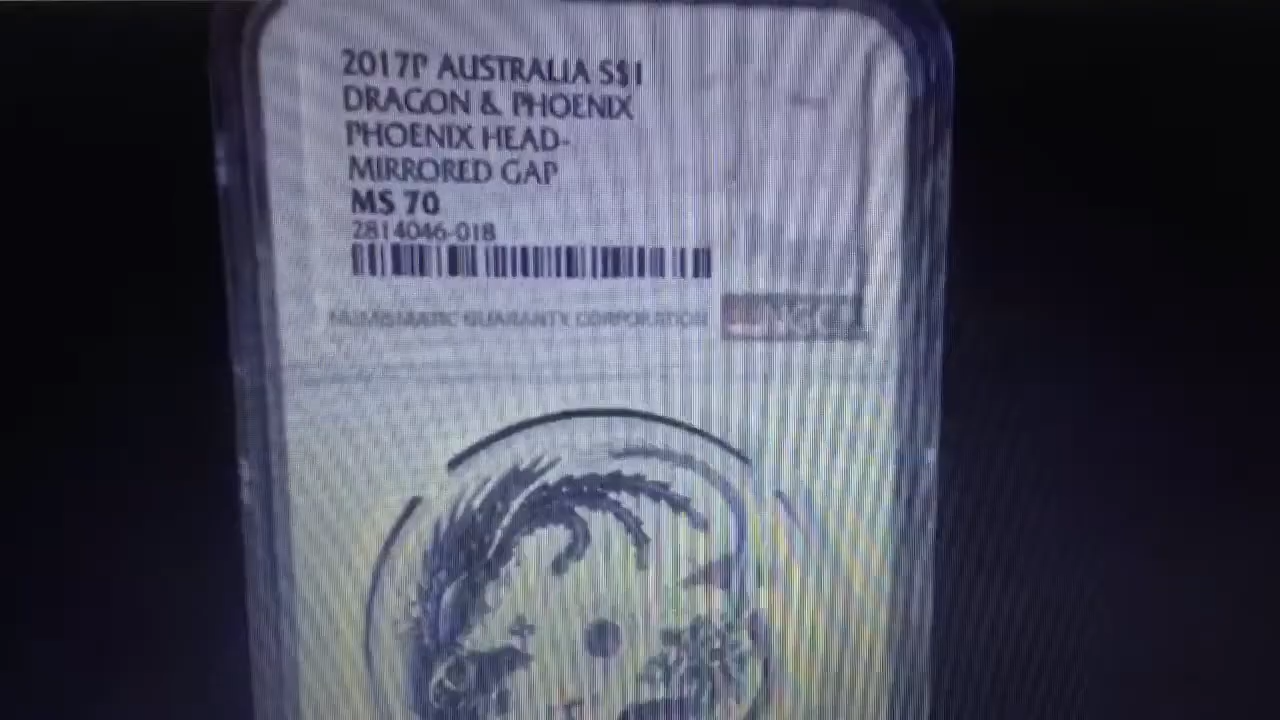 2017P AUSTRALIA S$1
DRAGON & PHOENIX
PHOENIX HEAD-
MIRRORED GAP
MS 70
2814046-018
NUMISMATIC GUARANTY CORPORATION
NGC